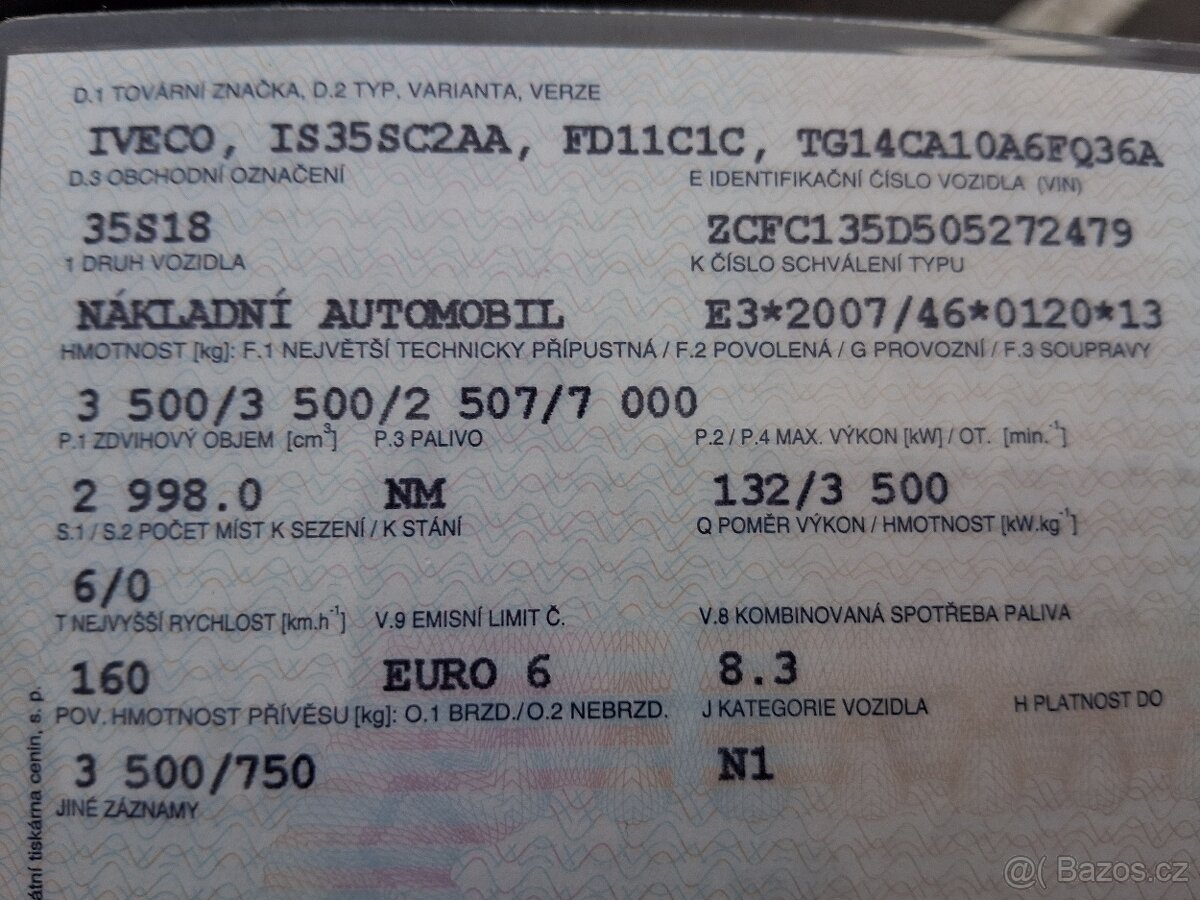 D.1 TOVÁRNÍ ZNAČKA, D.2 TYP, VARIANTA, VERZE
IVECO, IS35SC2AA, FD11C1C, TG14CA10A6FQ36A
D.3 OBCHODNÍ OZNAČENÍ E IDENTIFIKAČNÍ ČÍSLO VOZIDLA (VIN)
35S18 ZCFC135D505272479
1 DRUH VOZIDLA K ČÍSLO SCHVÁLENÍ TYPU
NÁKLADNÍ AUTOMOBIL E3*2007/46*0120*13
HMOTNOST [kg]: F.1 NEJVĚTŠÍ TECHNICKY PŘÍPUSTNÁ / F.2 POVOLENÁ / G PROVOZNÍ / F.3 SOUPRAVY
3 500/3 500/2 507/7 000
P.1 ZDVIHOVÝ OBJEM [cm³] P.3 PALIVO P.2 / P.4 MAX. VÝKON [kW] / OT. [min.⁻¹]
2 998.0 NM 132/3 500
S.1 / S.2 POČET MÍST K SEZENÍ / K STÁNÍ Q POMĚR VÝKON / HMOTNOST [kW.kg⁻¹]
6/0
T NEJVYŠŠÍ RYCHLOST [km.h⁻¹] V.9 EMISNÍ LIMIT Č. V.8 KOMBINOVANÁ SPOTŘEBA PALIVA
160 EURO 6 8.3
POV. HMOTNOST PŘÍVĚSU [kg]: O.1 BRZD./O.2 NEBRZD. J KATEGORIE VOZIDLA H PLATNOST DO
3 500/750 N1
JINÉ ZÁZNAMY
átní tiskárna cenin, s. p.
@( Bazos.cz